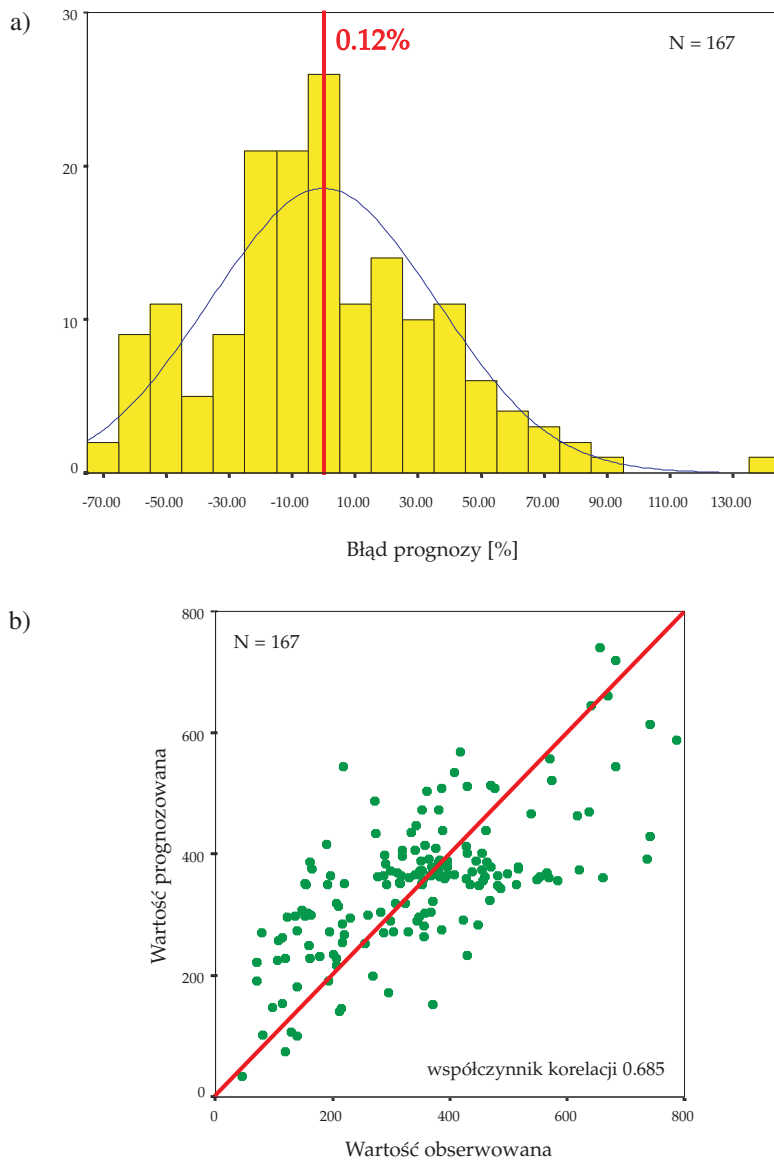 a)
30
20
10
0
0.12%
N = 167
-70.00 -50.00 -30.00 -10.00 10.00 30.00 50.00 70.00 90.00 110.00 130.00
Błąd prognozy [%]
b)
800
600
400
200
0
N = 167
Wartość prognozowana
współczynnik korelacji 0.685
0 200 400 600 800
Wartość obserwowana